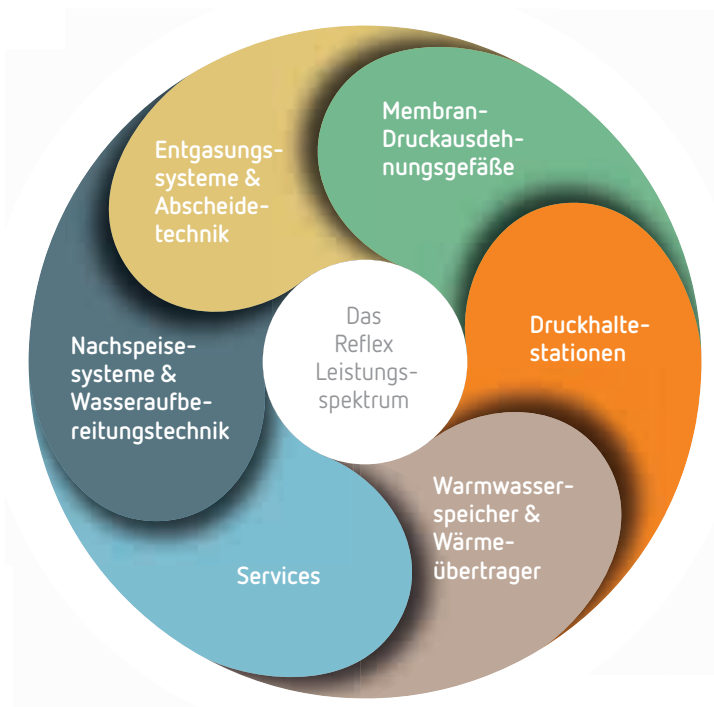 Membran-
Druckausdeh-
nungsgefäße
Druckhalte-
stationen
Warmwasser-
speicher &
Wärme-
übertrager
Services
Nachspeise-
systeme &
Wasseraufbe-
reitungstechnik
Entgasungs-
systeme &
Abscheide-
technik
Das
Reflex
Leistungs-
spektrum